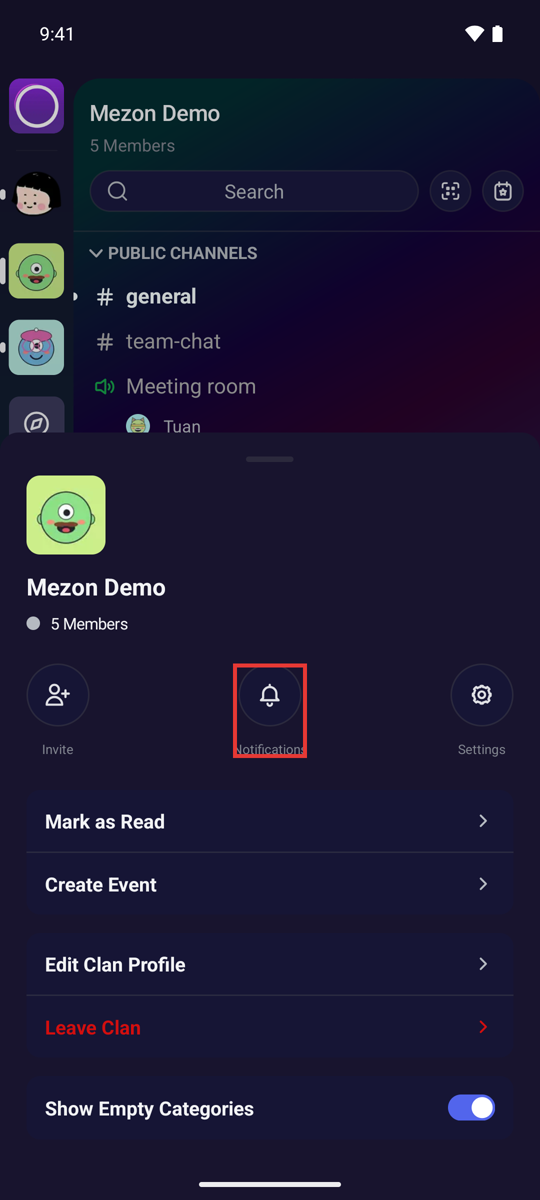 9:41
Mezon Demo
5 Members
Search
PUBLIC CHANNELS
# general
# team-chat
Meeting room
Tuan
Mezon Demo
5 Members
Invite
Notifications
Settings
Mark as Read
Create Event
Edit Clan Profile
Leave Clan
Show Empty Categories